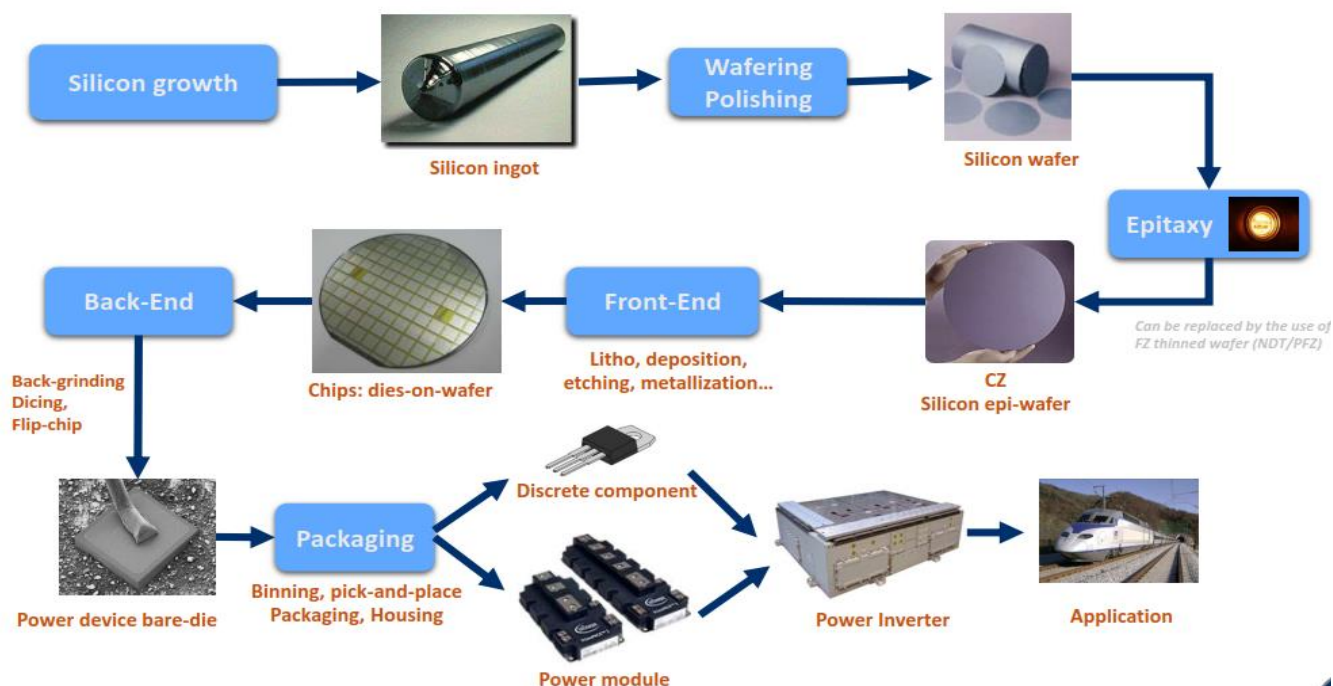 Silicon growth
Silicon ingot
Wafering
Polishing
Silicon wafer
Epitaxy
Can be replaced by the use of
FZ thinned wafer (NDT/PFZ)
CZ
Silicon epi-wafer
Front-End
Litho, deposition,
etching, metallization...
Chips: dies-on-wafer
Back-End
Back-grinding
Dicing,
Flip-chip
Power device bare-die
Packaging
Binning, pick-and-place
Packaging, Housing
Discrete component
Power module
Power Inverter
Application